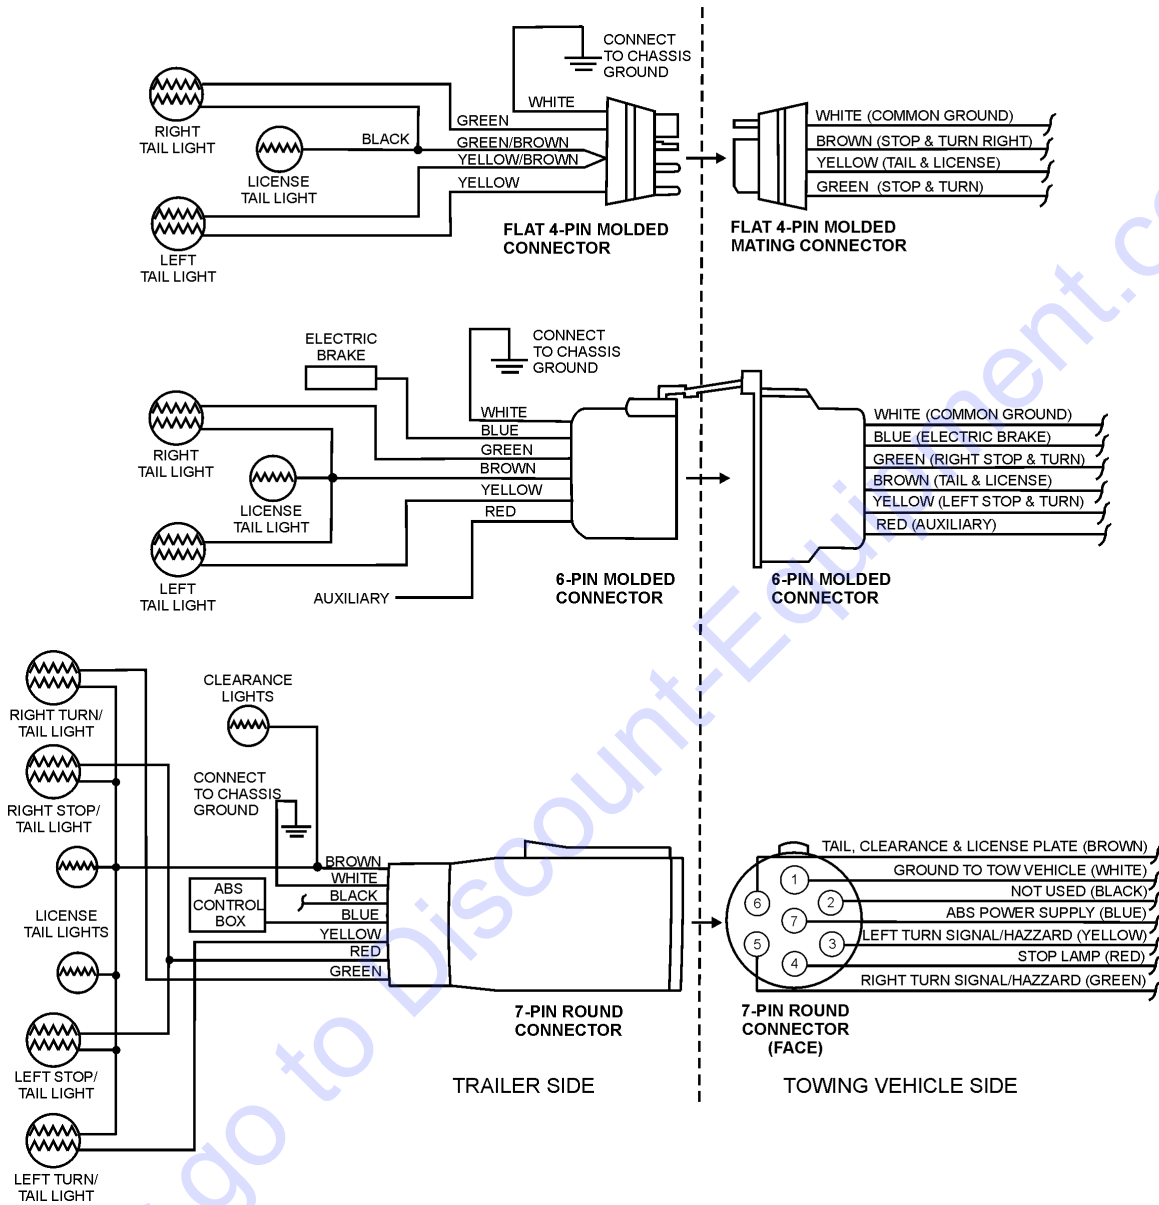 CONNECT
TO CHASSIS
GROUND
WHITE
GREEN
BLACK
GREEN/BROWN
YELLOW/BROWN
YELLOW
RIGHT
TAIL LIGHT
LICENSE
TAIL LIGHT
LEFT
TAIL LIGHT
FLAT 4-PIN MOLDED
CONNECTOR
WHITE (COMMON GROUND)
BROWN (STOP & TURN RIGHT)
YELLOW (TAIL & LICENSE)
GREEN (STOP & TURN)
FLAT 4-PIN MOLDED
MATING CONNECTOR
ELECTRIC
BRAKE
CONNECT
TO CHASSIS
GROUND
WHITE
BLUE
GREEN
BROWN
YELLOW
RED
RIGHT
TAIL LIGHT
LICENSE
TAIL LIGHT
LEFT
TAIL LIGHT
AUXILIARY
6-PIN MOLDED
CONNECTOR
WHITE (COMMON GROUND)
BLUE (ELECTRIC BRAKE)
GREEN (RIGHT STOP & TURN)
BROWN (TAIL & LICENSE)
YELLOW (LEFT STOP & TURN)
RED (AUXILIARY)
6-PIN MOLDED
CONNECTOR
RIGHT TURN/
TAIL LIGHT
RIGHT STOP/
TAIL LIGHT
LICENSE
TAIL LIGHTS
LEFT STOP/
TAIL LIGHT
LEFT TURN/
TAIL LIGHT
CLEARANCE
LIGHTS
CONNECT
TO CHASSIS
GROUND
ABS
CONTROL
BOX
BROWN
WHITE
BLACK
BLUE
YELLOW
RED
GREEN
7-PIN ROUND
CONNECTOR
TRAILER SIDE
1
2
3
4
5
6
7
TAIL, CLEARANCE & LICENSE PLATE (BROWN)
GROUND TO TOW VEHICLE (WHITE)
NOT USED (BLACK)
ABS POWER SUPPLY (BLUE)
LEFT TURN SIGNAL/HAZZARD (YELLOW)
STOP LAMP (RED)
RIGHT TURN SIGNAL/HAZZARD (GREEN)
7-PIN ROUND
CONNECTOR
(FACE)
TOWING VEHICLE SIDE
go to Discount-Equipment.c